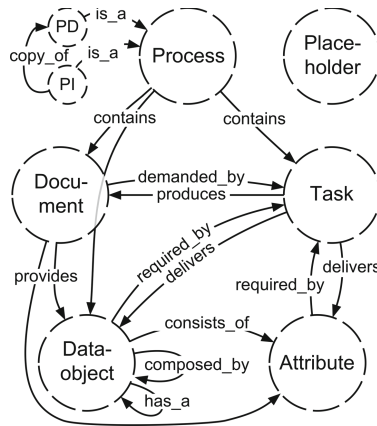 PD
is_a
copy_of
is_a
PI
Process
Place-
holder
contains
contains
Docu-
ment
demanded_by
produces
Task
provides
required_by
delivers
delivers
required_by
consists_of
Data-
object
composed_by
has_a
Attribute